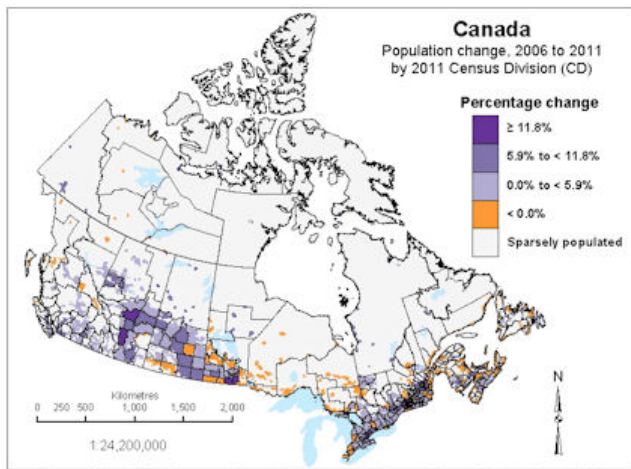 Canada
Population change, 2006 to 2011
by 2011 Census Division (CD)
Percentage change
≥ 11.8%
5.9% to < 11.8%
0.0% to < 5.9%
< 0.0%
Sparsely populated
N
Kilometres
0 250 500 1,000 1,500 2,000
1:24,200,000